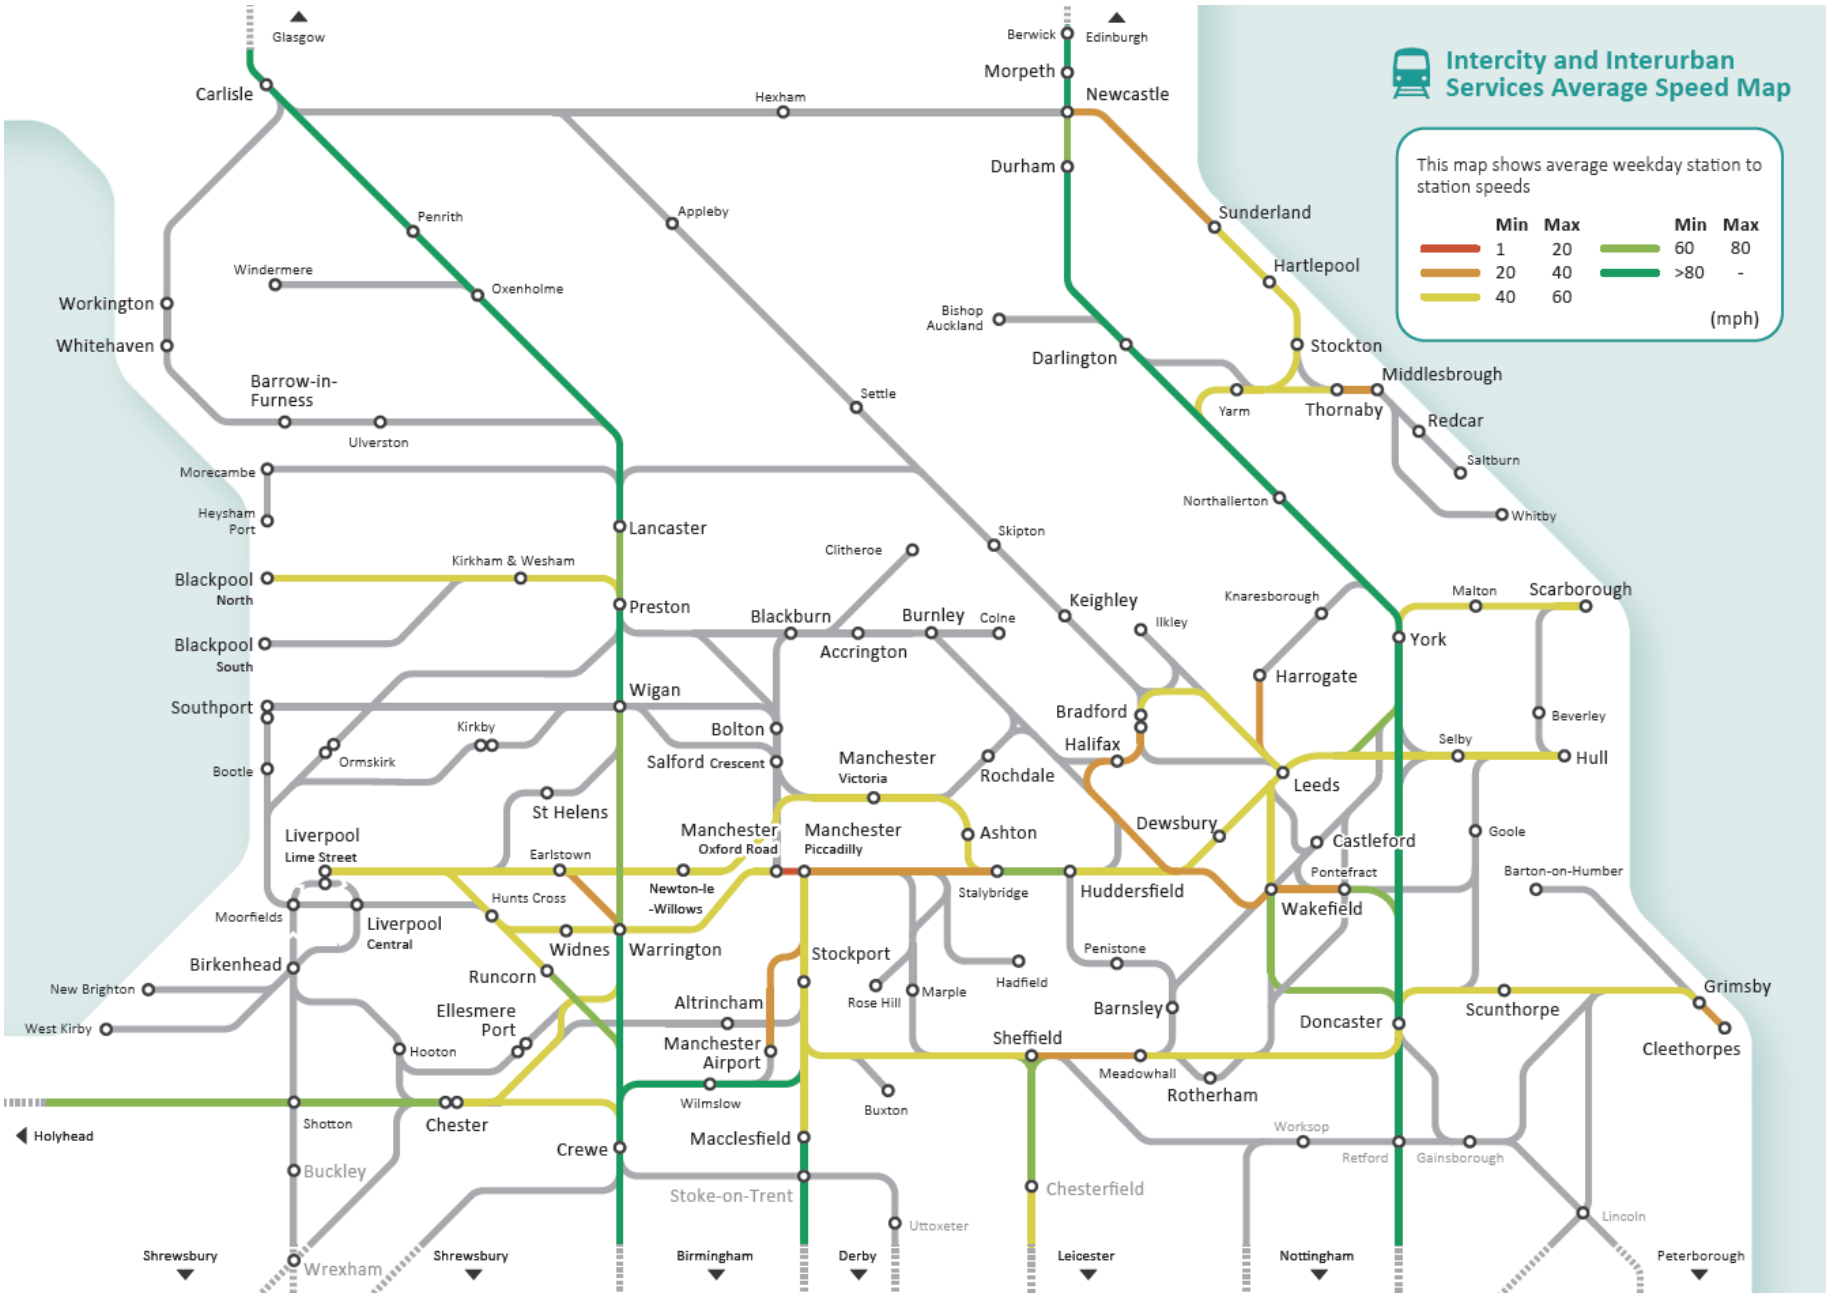 Glasgow
Berwick
Edinburgh
Morpeth
Carlisle
Hexham
Newcastle
Intercity and Interurban
Services Average Speed Map
This map shows average weekday station to
station speeds
Min Max Min Max
1 20 60 80
20 40 >80 -
40 60
(mph)
Durham
Penrith
Appleby
Sunderland
Windermere
Oxenholme
Hartlepool
Workington
Bishop
Auckland
Whitehaven
Darlington
Stockton
Barrow-in-
Furness
Middlesbrough
Settle
Yarm
Thornaby
Redcar
Ulverston
Saltburn
Morecambe
Northallerton
Heysham
Port
Whitby
Lancaster
Skipton
Clitheroe
Kirkham & Wesham
Blackpool
North
Preston
Blackburn
Burnley
Colne
Keighley
Ilkley
Knaresborough
Malton
Scarborough
Blackpool
South
Accrington
York
Harrogate
Wigan
Southport
Bradford
Beverley
Kirkby
Bolton
Halifax
Selby
Ormskirk
Salford Crescent
Manchester
Victoria
Rochdale
Hull
Bootle
Leeds
St Helens
Liverpool
Lime Street
Manchester
Oxford Road
Manchester
Piccadilly
Ashton
Dewsbury
Castleford
Goole
Earlstown
Newton-le
-Willows
Stalybridge
Huddersfield
Pontefract
Barton-on-Humber
Hunts Cross
Moorfields
Liverpool
Central
Wakefield
Widnes
Warrington
Stockport
Penistone
Birkenhead
Runcorn
Hadfield
New Brighton
Rose Hill
Marple
Grimsby
Ellesmere
Port
Altrincham
Barnsley
Scunthorpe
West Kirby
Doncaster
Hooton
Manchester
Airport
Sheffield
Cleethorpes
Meadowhall
Rotherham
Wilmslow
Buxton
Holyhead
Shotton
Chester
Crewe
Macclesfield
Worksop
Retford
Gainsborough
Buckley
Stoke-on-Trent
Chesterfield
Uttoxeter
Lincoln
Shrewsbury
Wrexham
Shrewsbury
Birmingham
Derby
Leicester
Nottingham
Peterborough